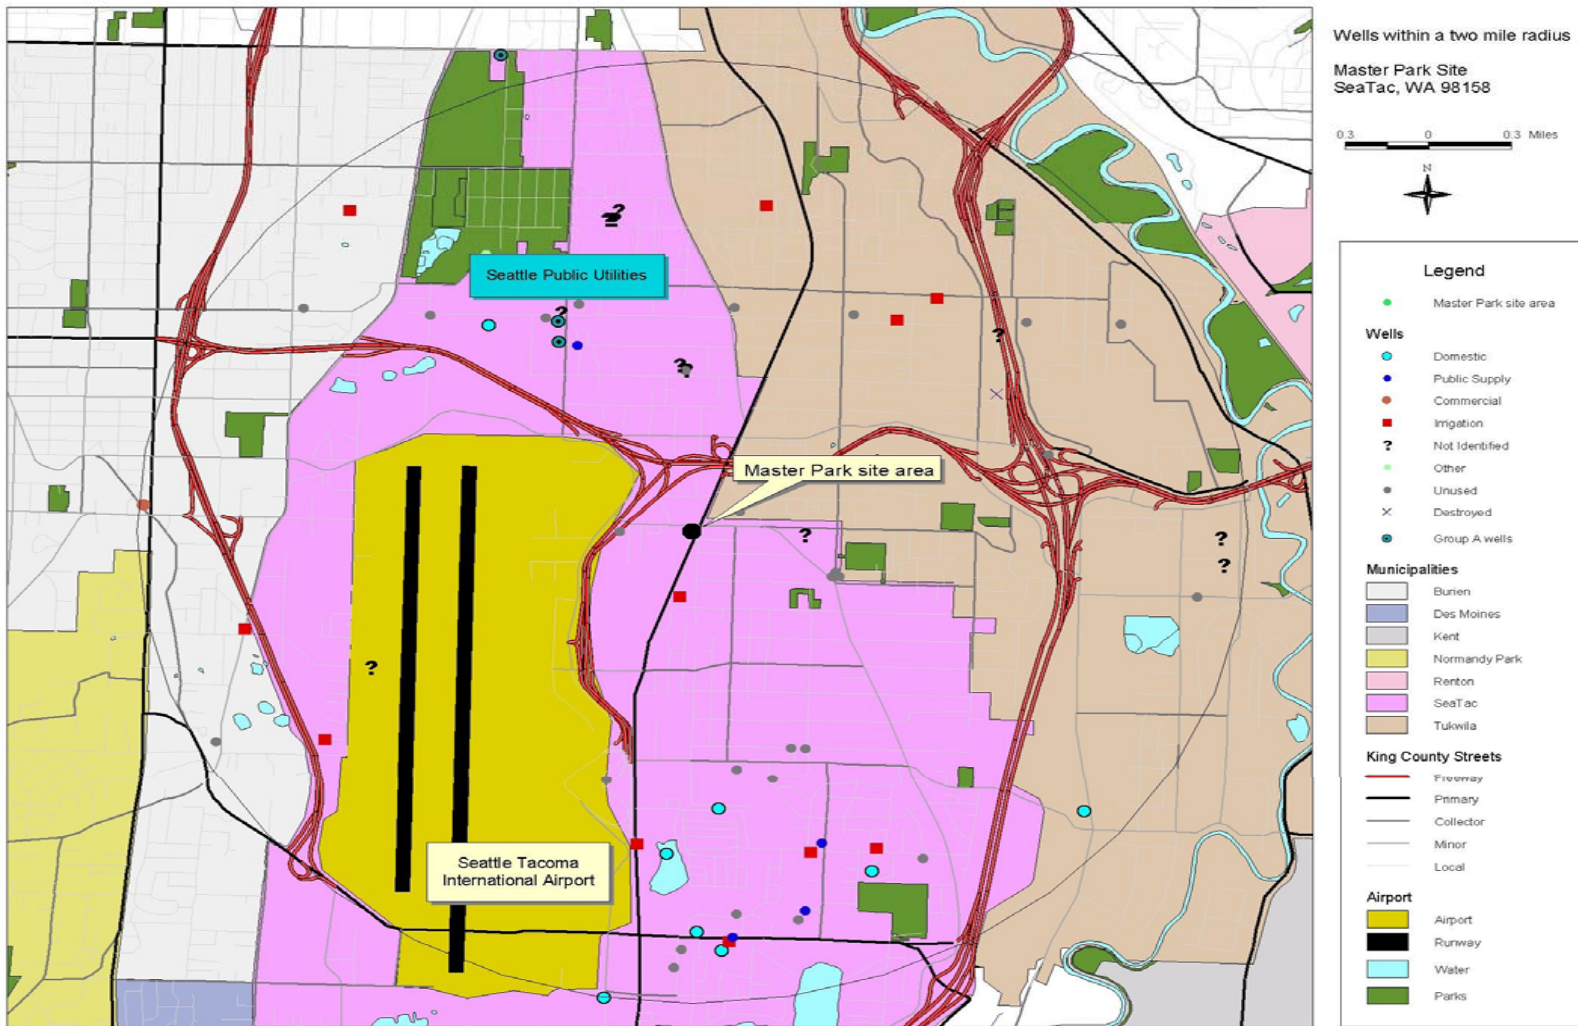 Wells within a two mile radius
Master Park Site
SeaTac, WA 98158
0.3 0 0.3 Miles
N
Seattle Public Utilities
Master Park site area
Seattle Tacoma
International Airport
Legend
Master Park site area
Wells
Domestic
Public Supply
Commercial
Irrigation
? Not Identified
Other
Unused
Destroyed
Group A wells
Municipalities
Burien
Des Moines
Kent
Normandy Park
Renton
SeaTac
Tukwila
King County Streets
Freeway
Primary
Collector
Minor
Local
Airport
Airport
Runway
Water
Parks